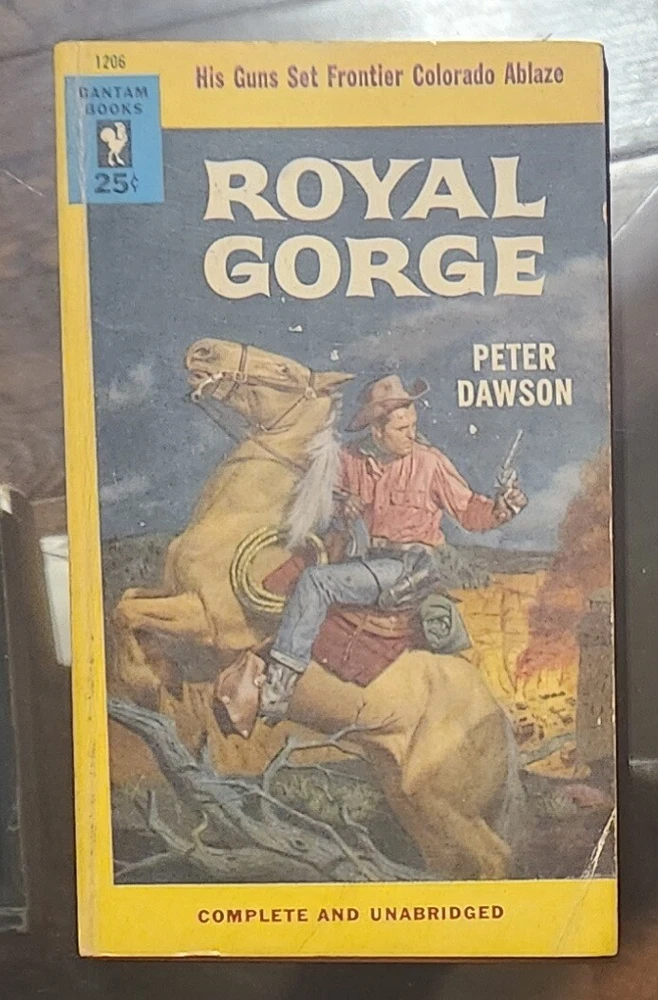 1206
His Guns Set Frontier Colorado Ablaze
BANTAM
BOOKS
25¢
ROYAL
GORGE
PETER
DAWSON
COMPLETE AND UNABRIDGED